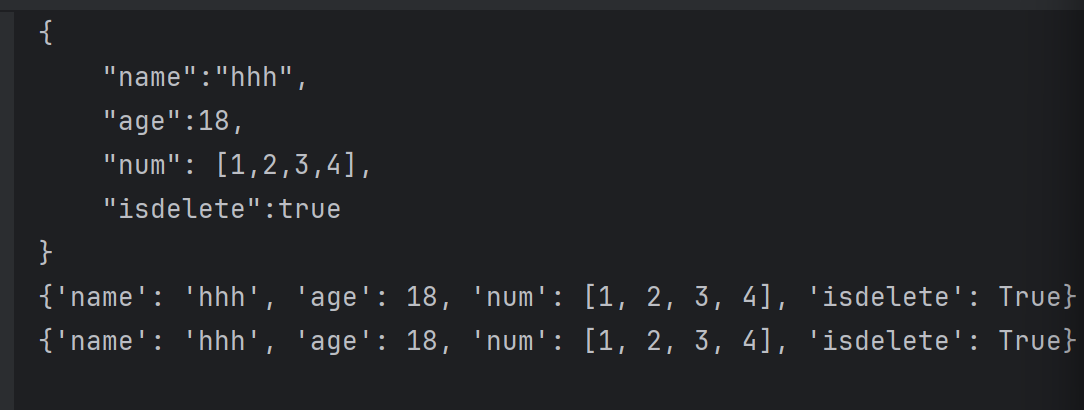 {
    "name":"hhh",
    "age":18,
    "num": [1,2,3,4],
    "isdelete":true
}
{'name': 'hhh', 'age': 18, 'num': [1, 2, 3, 4], 'isdelete': True}
{'name': 'hhh', 'age': 18, 'num': [1, 2, 3, 4], 'isdelete': True}